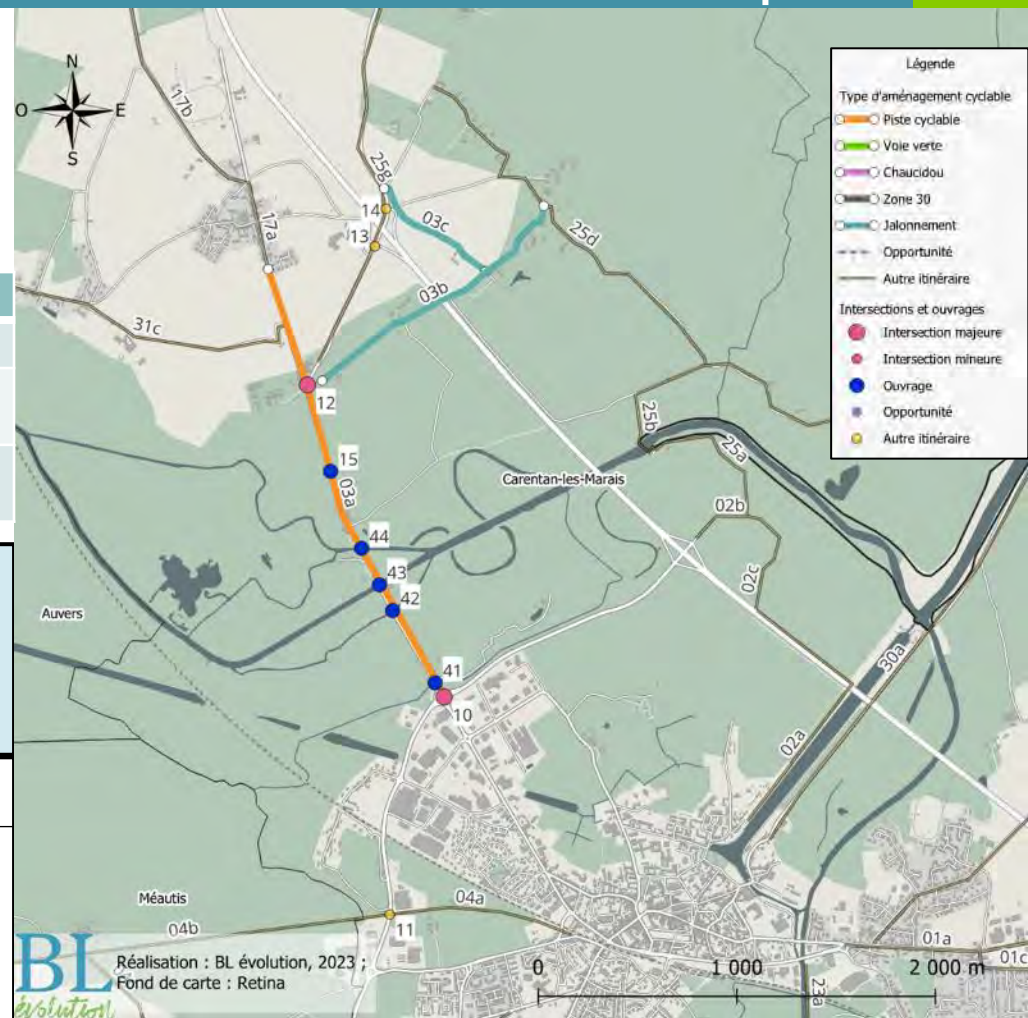 N
O
E
S
Légende
Type d'aménagement cyclable
Piste cyclable
Voie verte
Chaucidou
Zone 30
Jalonnement
Opportunité
Autre itinéraire
Intersections et ouvrages
Intersection majeure
Intersection mineure
Ouvrage
Opportunité
Autre itinéraire
17b
25g
14
03c
13
17a
25d
03b
31c
12
25b
15
03a
25a
Carentan-les-Marais
02b
44
43
02c
42
Auvers
41
30a
10
02a
Méautis
04a
04b
11
01a
01c
23a
BL
évolution
Réalisation : BL évolution, 2023 ;
Fond de carte : Retina
0
1 000
2 000 m